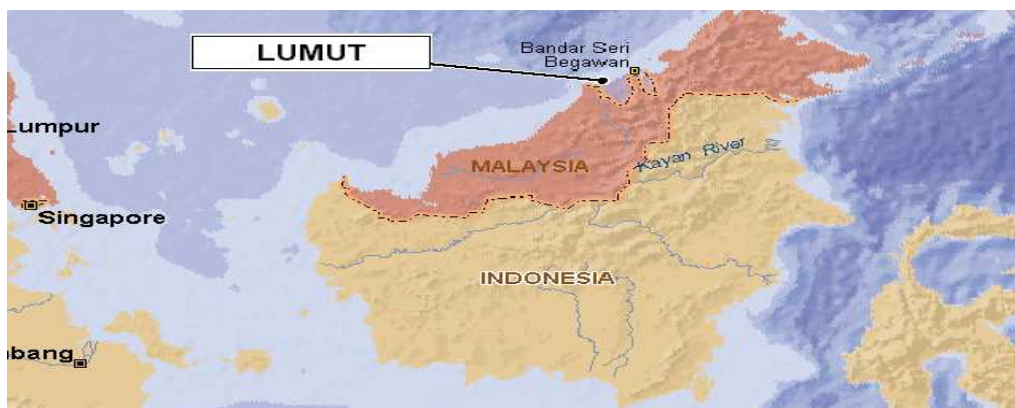 LUMUT
Bandar Seri
Begawan
Lumpur
MALAYSIA
Kayan River
Singapore
INDONESIA
bang